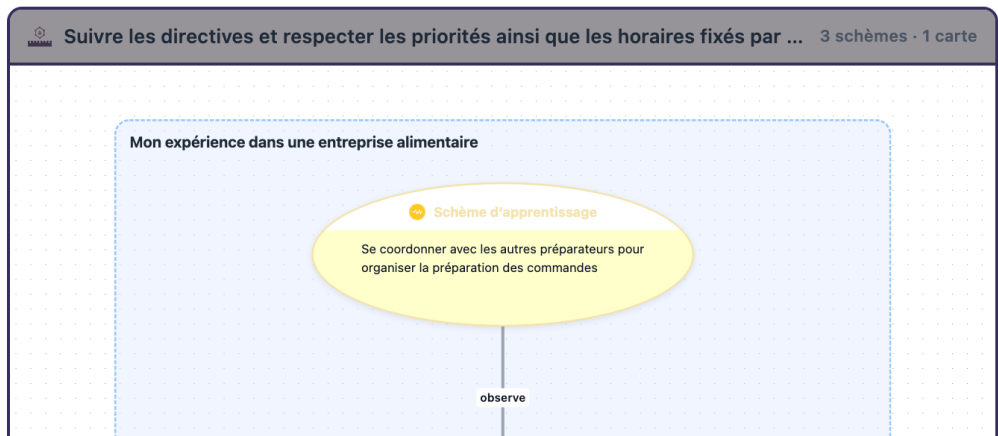 Suivre les directives et respecter les priorités ainsi que les horaires fixés par ... 3 schèmes · 1 carte
Mon expérience dans une entreprise alimentaire
Schème d'apprentissage
Se coordonner avec les autres préparateurs pour
organiser la préparation des commandes
observe